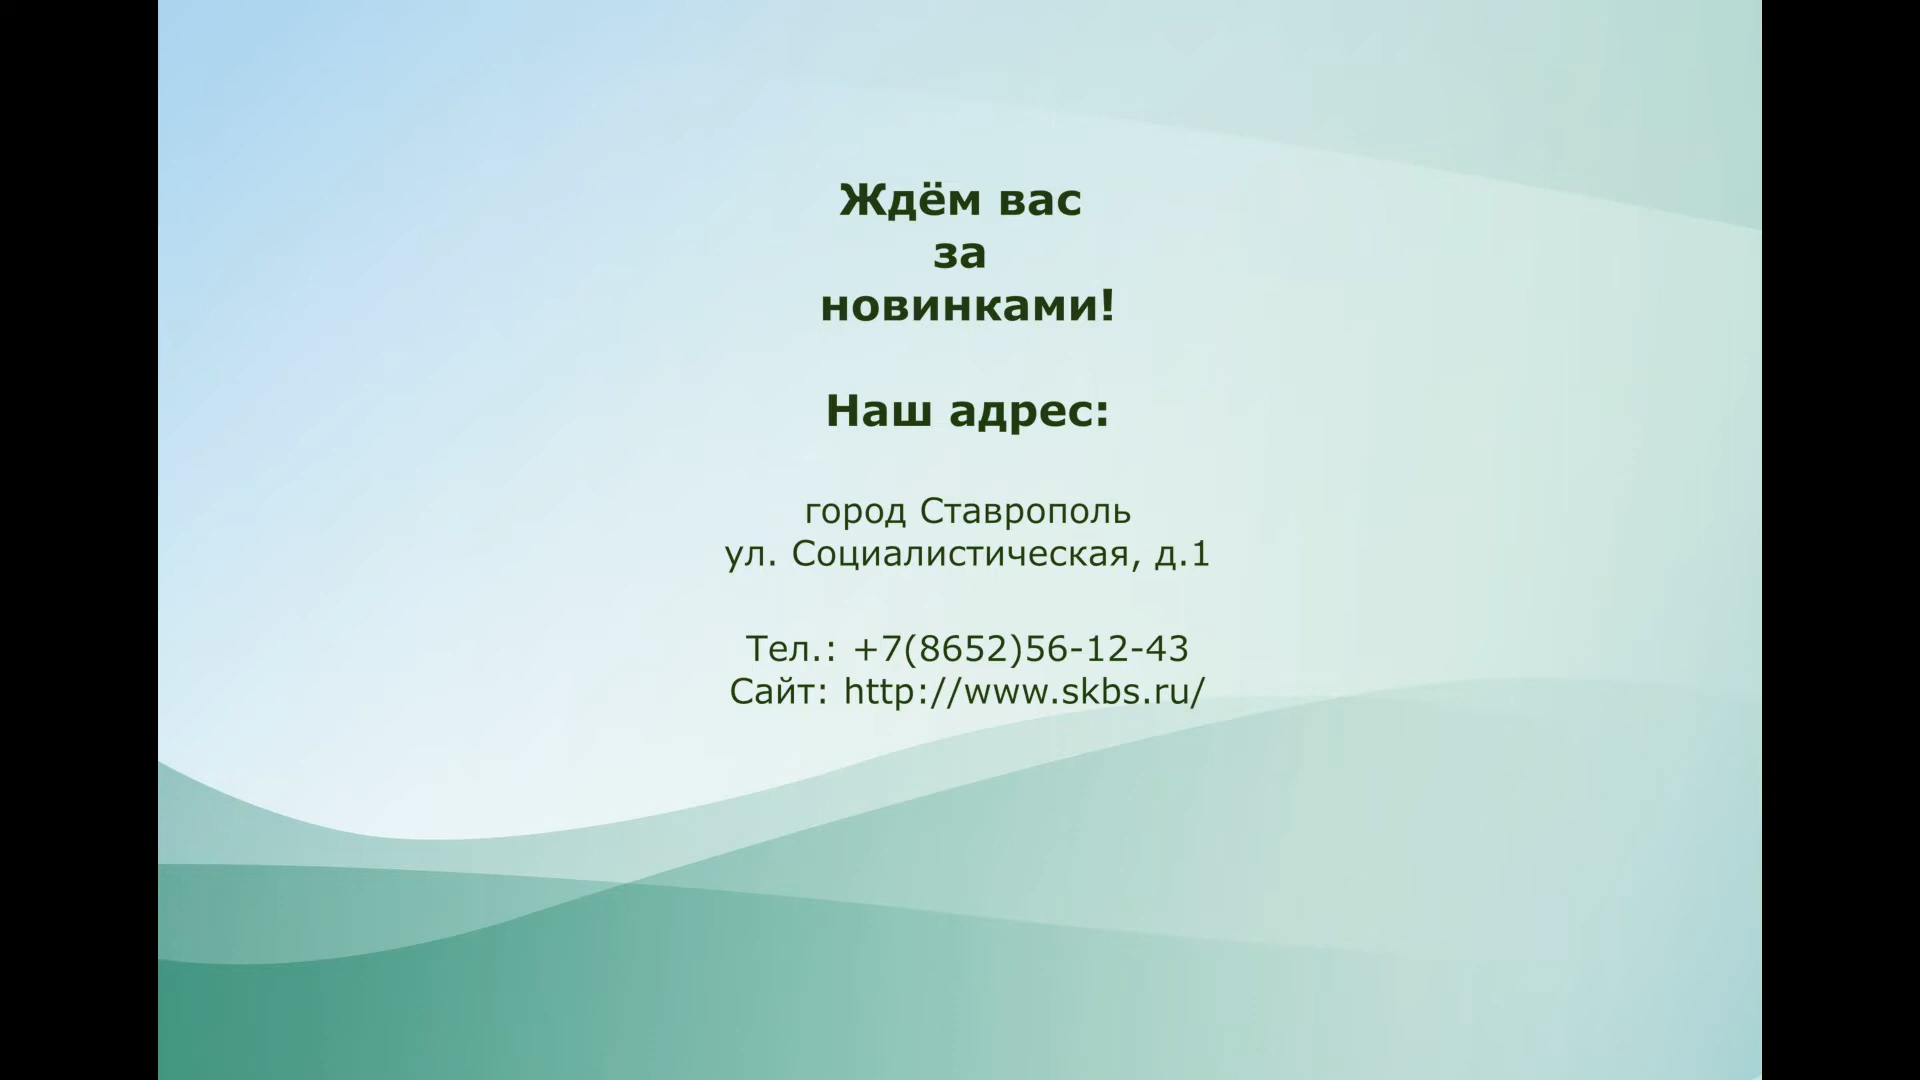 Ждём вас
за
новинками!
Наш адрес:
город Ставрополь
ул. Социалистическая, д.1
Тел.: +7(8652)56-12-43
Сайт: http://www.skbs.ru/